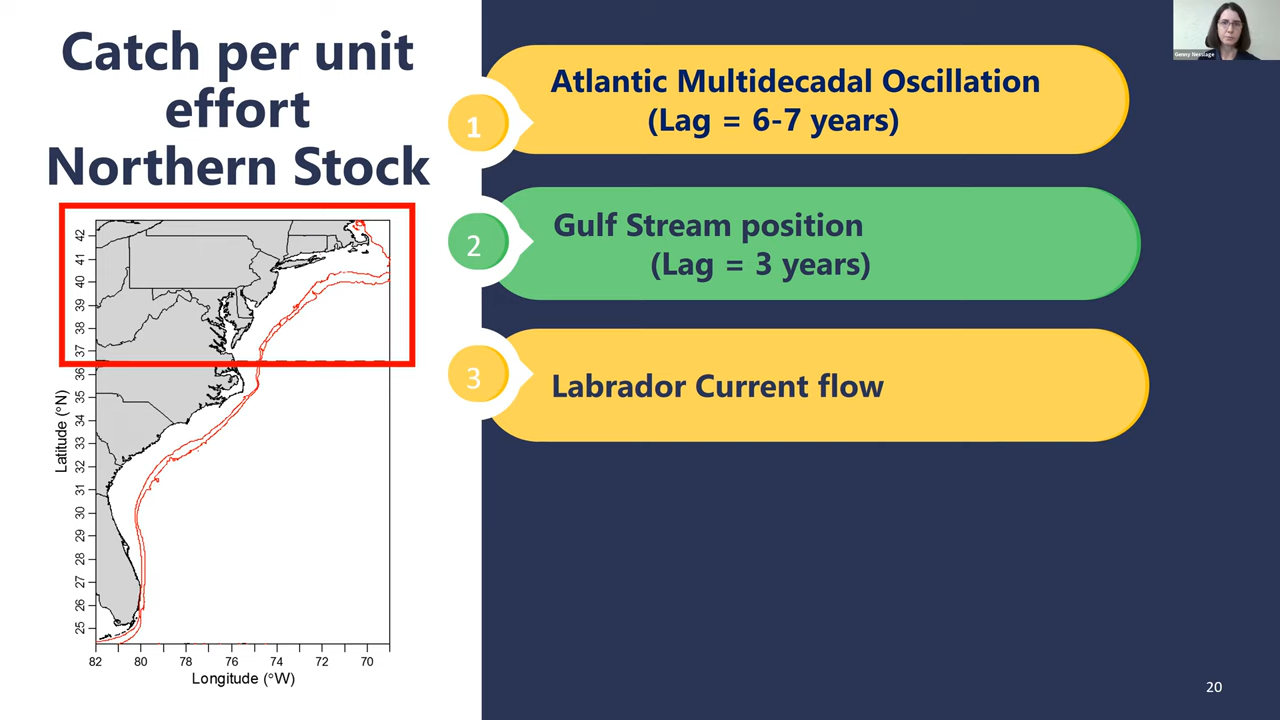 Catch per unit
effort
Northern Stock
1
Atlantic Multidecadal Oscillation
(Lag = 6-7 years)
2
Gulf Stream position
(Lag = 3 years)
3
Labrador Current flow
42
41
40
39
38
37
36
35
34
33
32
31
30
29
28
27
26
25
Latitude (°N)
82 80 78 76 74 72 70
Longitude (°W)
20
Genny Nesslage